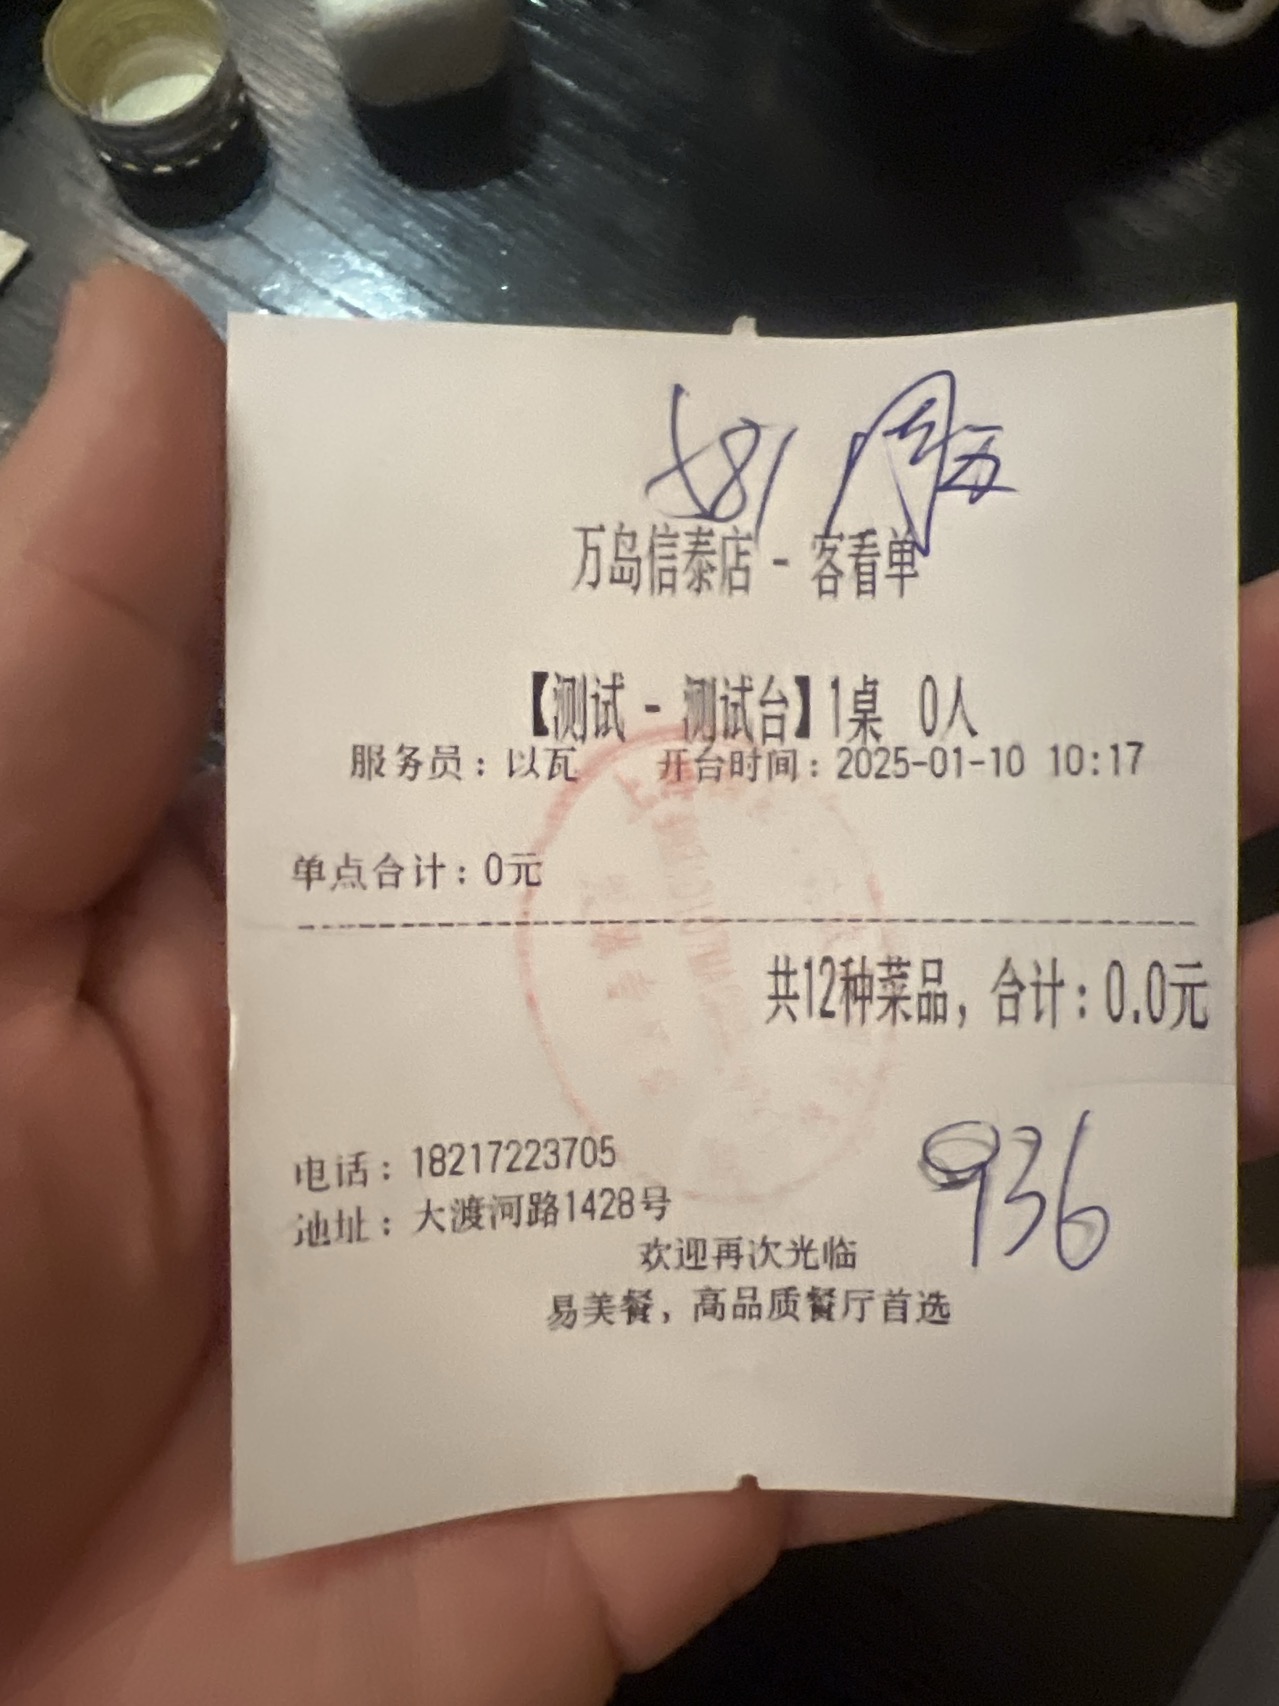 周五
万岛信泰店 - 客看单
【测试 - 测试台】1桌 0人
服务员：以瓦 开台时间：2025-01-10 10:17
单点合计：0元
共12种菜品，合计：0.0元
936
电话：18217223705
地址：大渡河路1428号
欢迎再次光临
易美餐，高品质餐厅首选